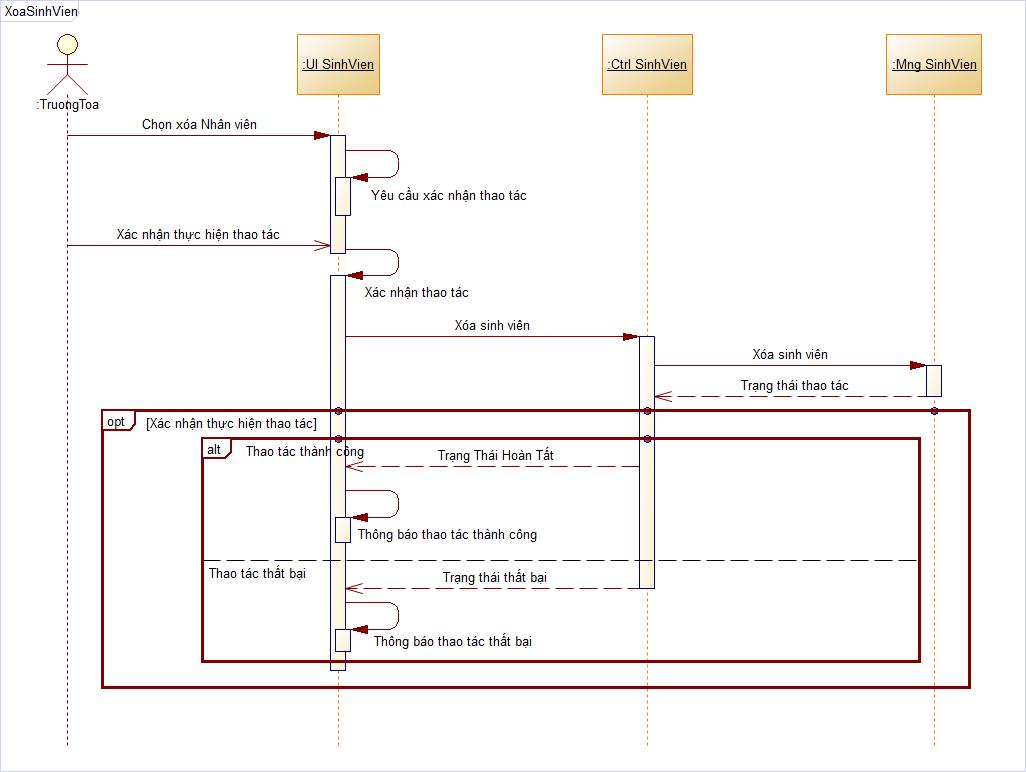 XoaSinhVien
:TruongToa
:UI SinhVien
:Ctrl SinhVien
:Mng SinhVien
Chọn xóa Nhân viên
Yêu cầu xác nhận thao tác
Xác nhận thực hiện thao tác
Xác nhận thao tác
Xóa sinh viên
Xóa sinh viên
Trạng thái thao tác
opt
[Xác nhận thực hiện thao tác]
alt
Thao tác thành công
Trạng Thái Hoàn Tất
Thông báo thao tác thành công
Thao tác thất bại
Trạng thái thất bại
Thông báo thao tác thất bại